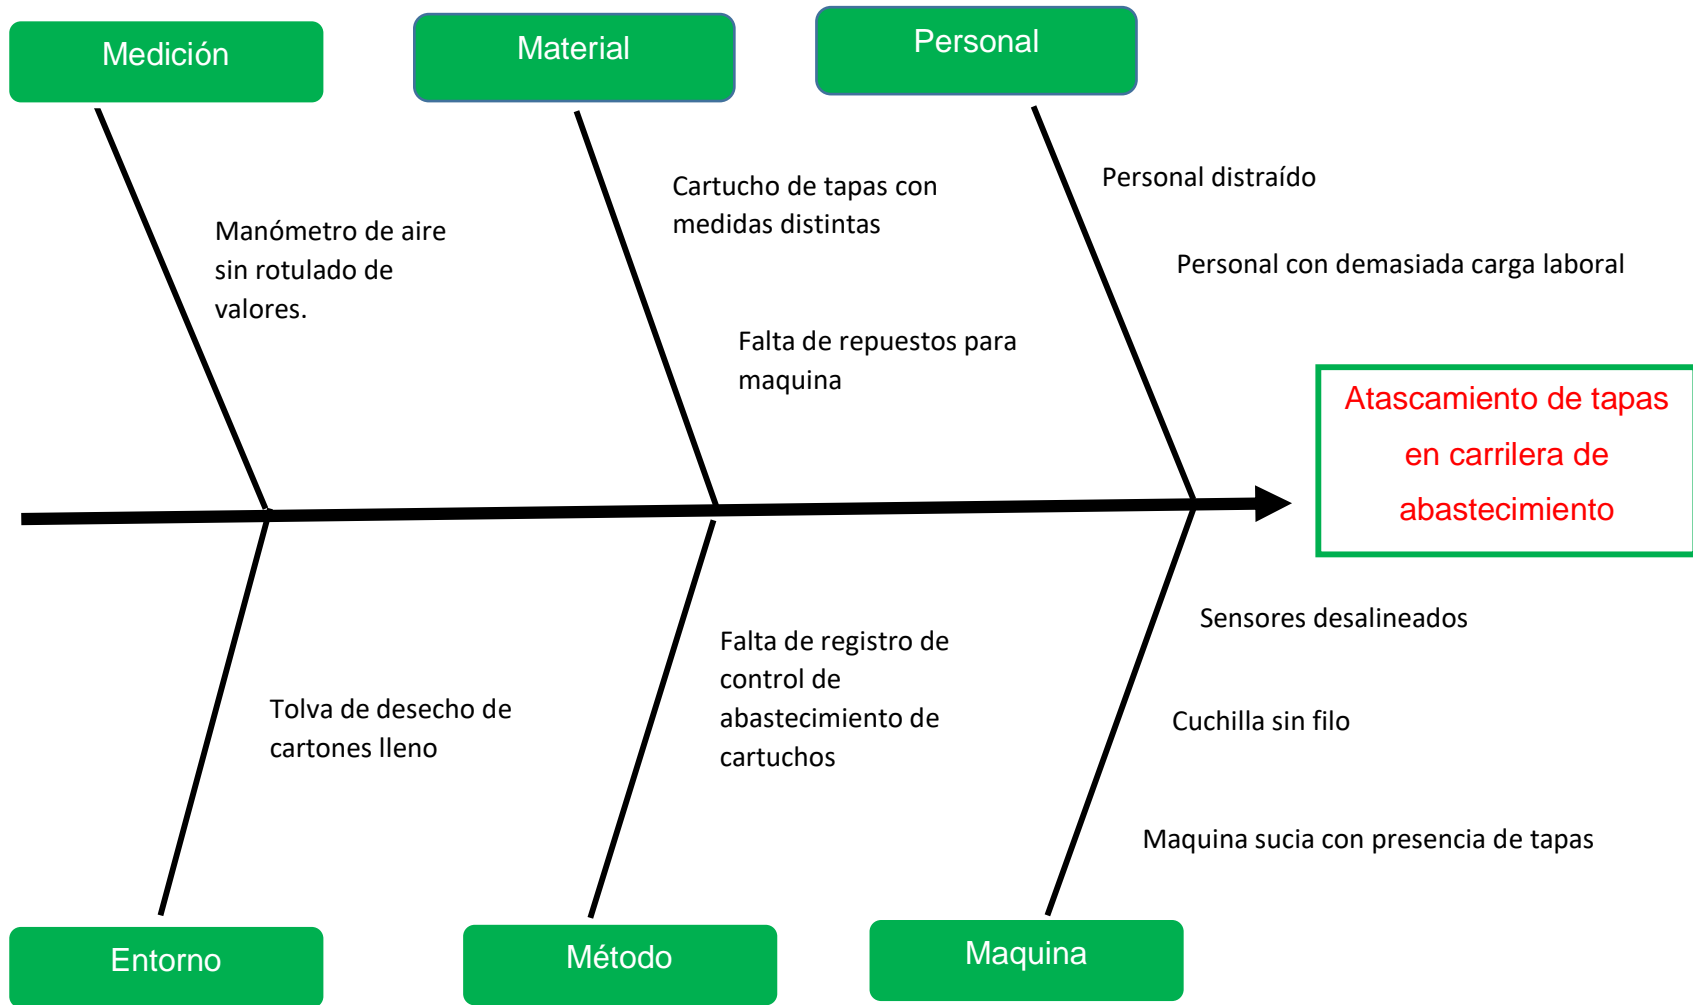 Medición
Material
Personal
Manómetro de aire
sin rotulado de
valores.
Cartucho de tapas con
medidas distintas
Falta de repuestos para
maquina
Personal distraído
Personal con demasiada carga laboral
Atascamiento de tapas
en carrilera de
abastecimiento
Tolva de desecho de
cartones lleno
Falta de registro de
control de
abastecimiento de
cartuchos
Sensores desalineados
Cuchilla sin filo
Maquina sucia con presencia de tapas
Entorno
Método
Maquina